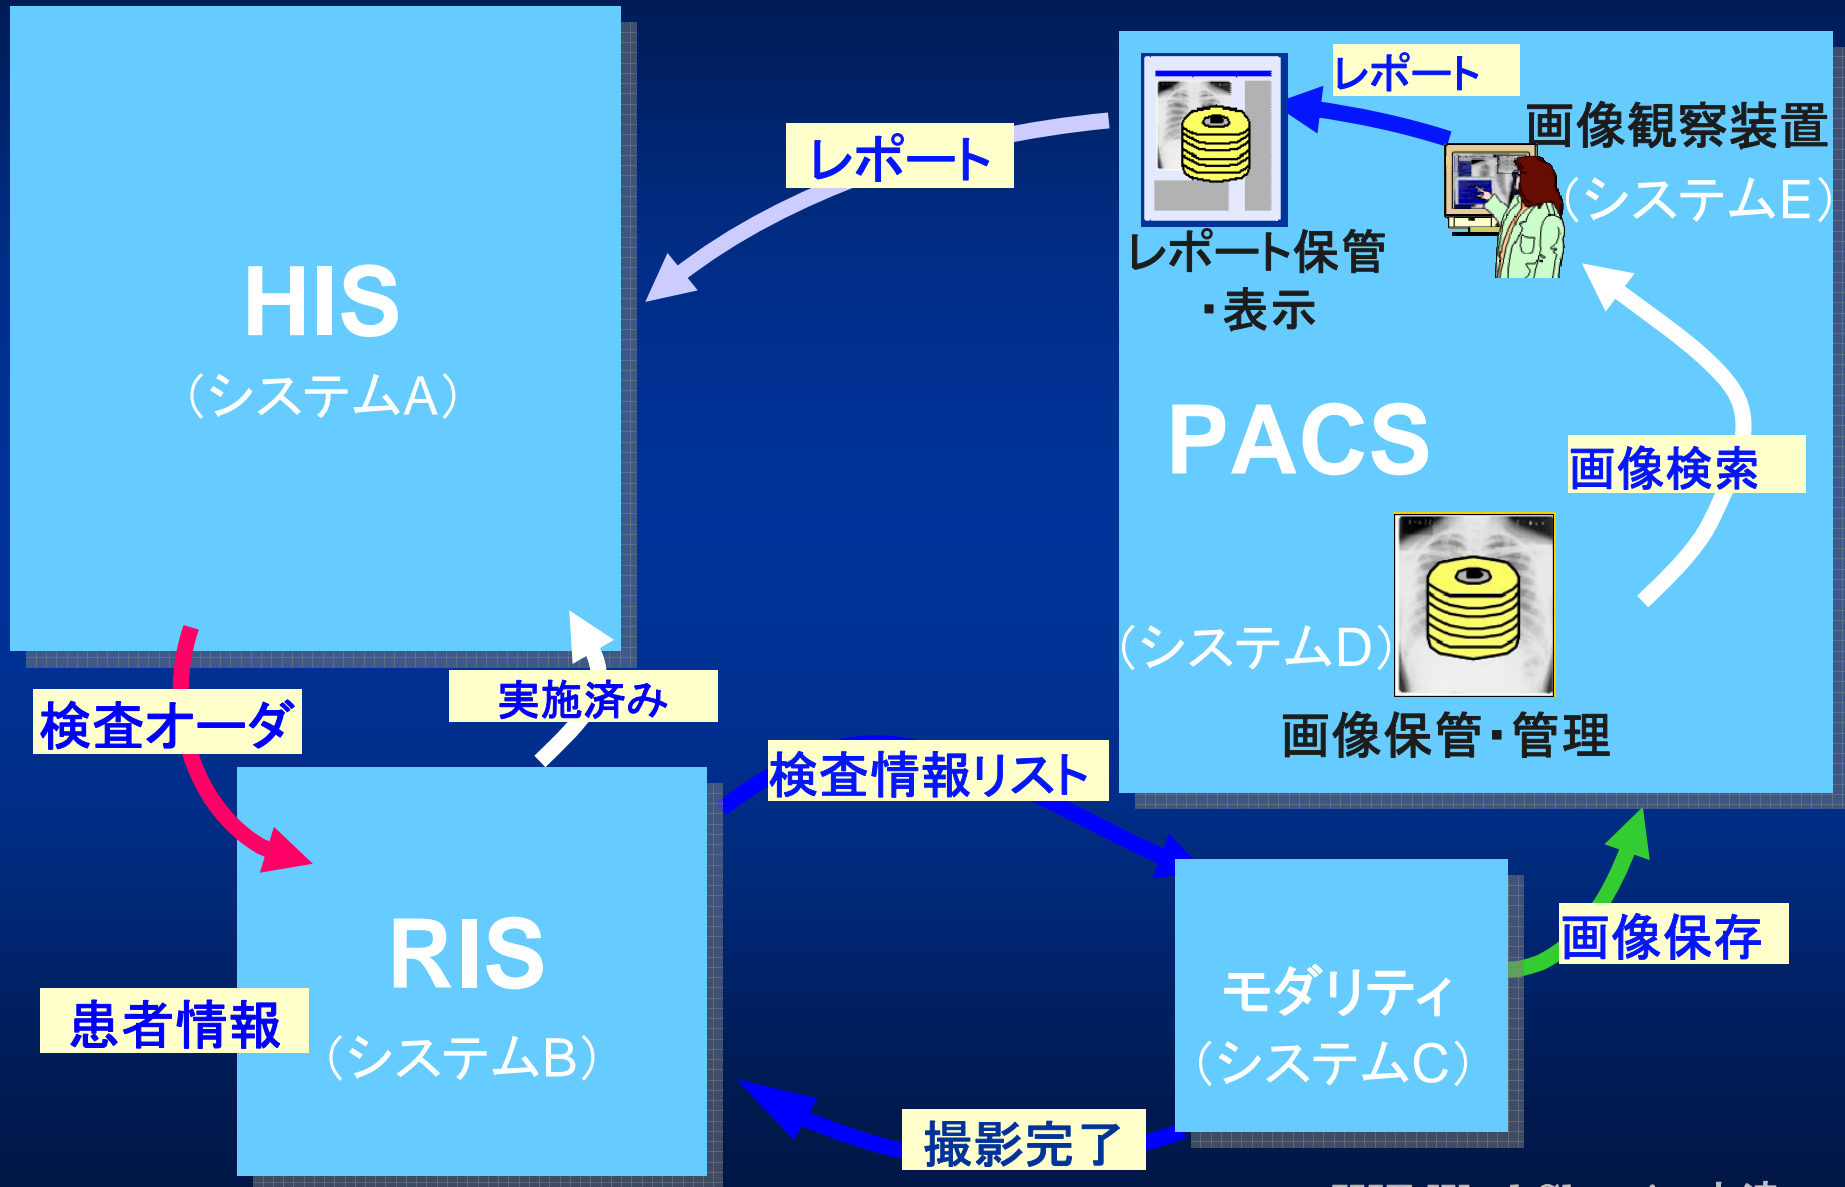 レポート
画像観察装置
(システムE)
レポート
レポート保管
・表示
HIS
(システムA)
PACS
画像検索
(システムD)
画像保管・管理
検査オーダ
実施済み
検査情報リスト
RIS
(システムB)
患者情報
モダリティ
(システムC)
画像保存
撮影完了